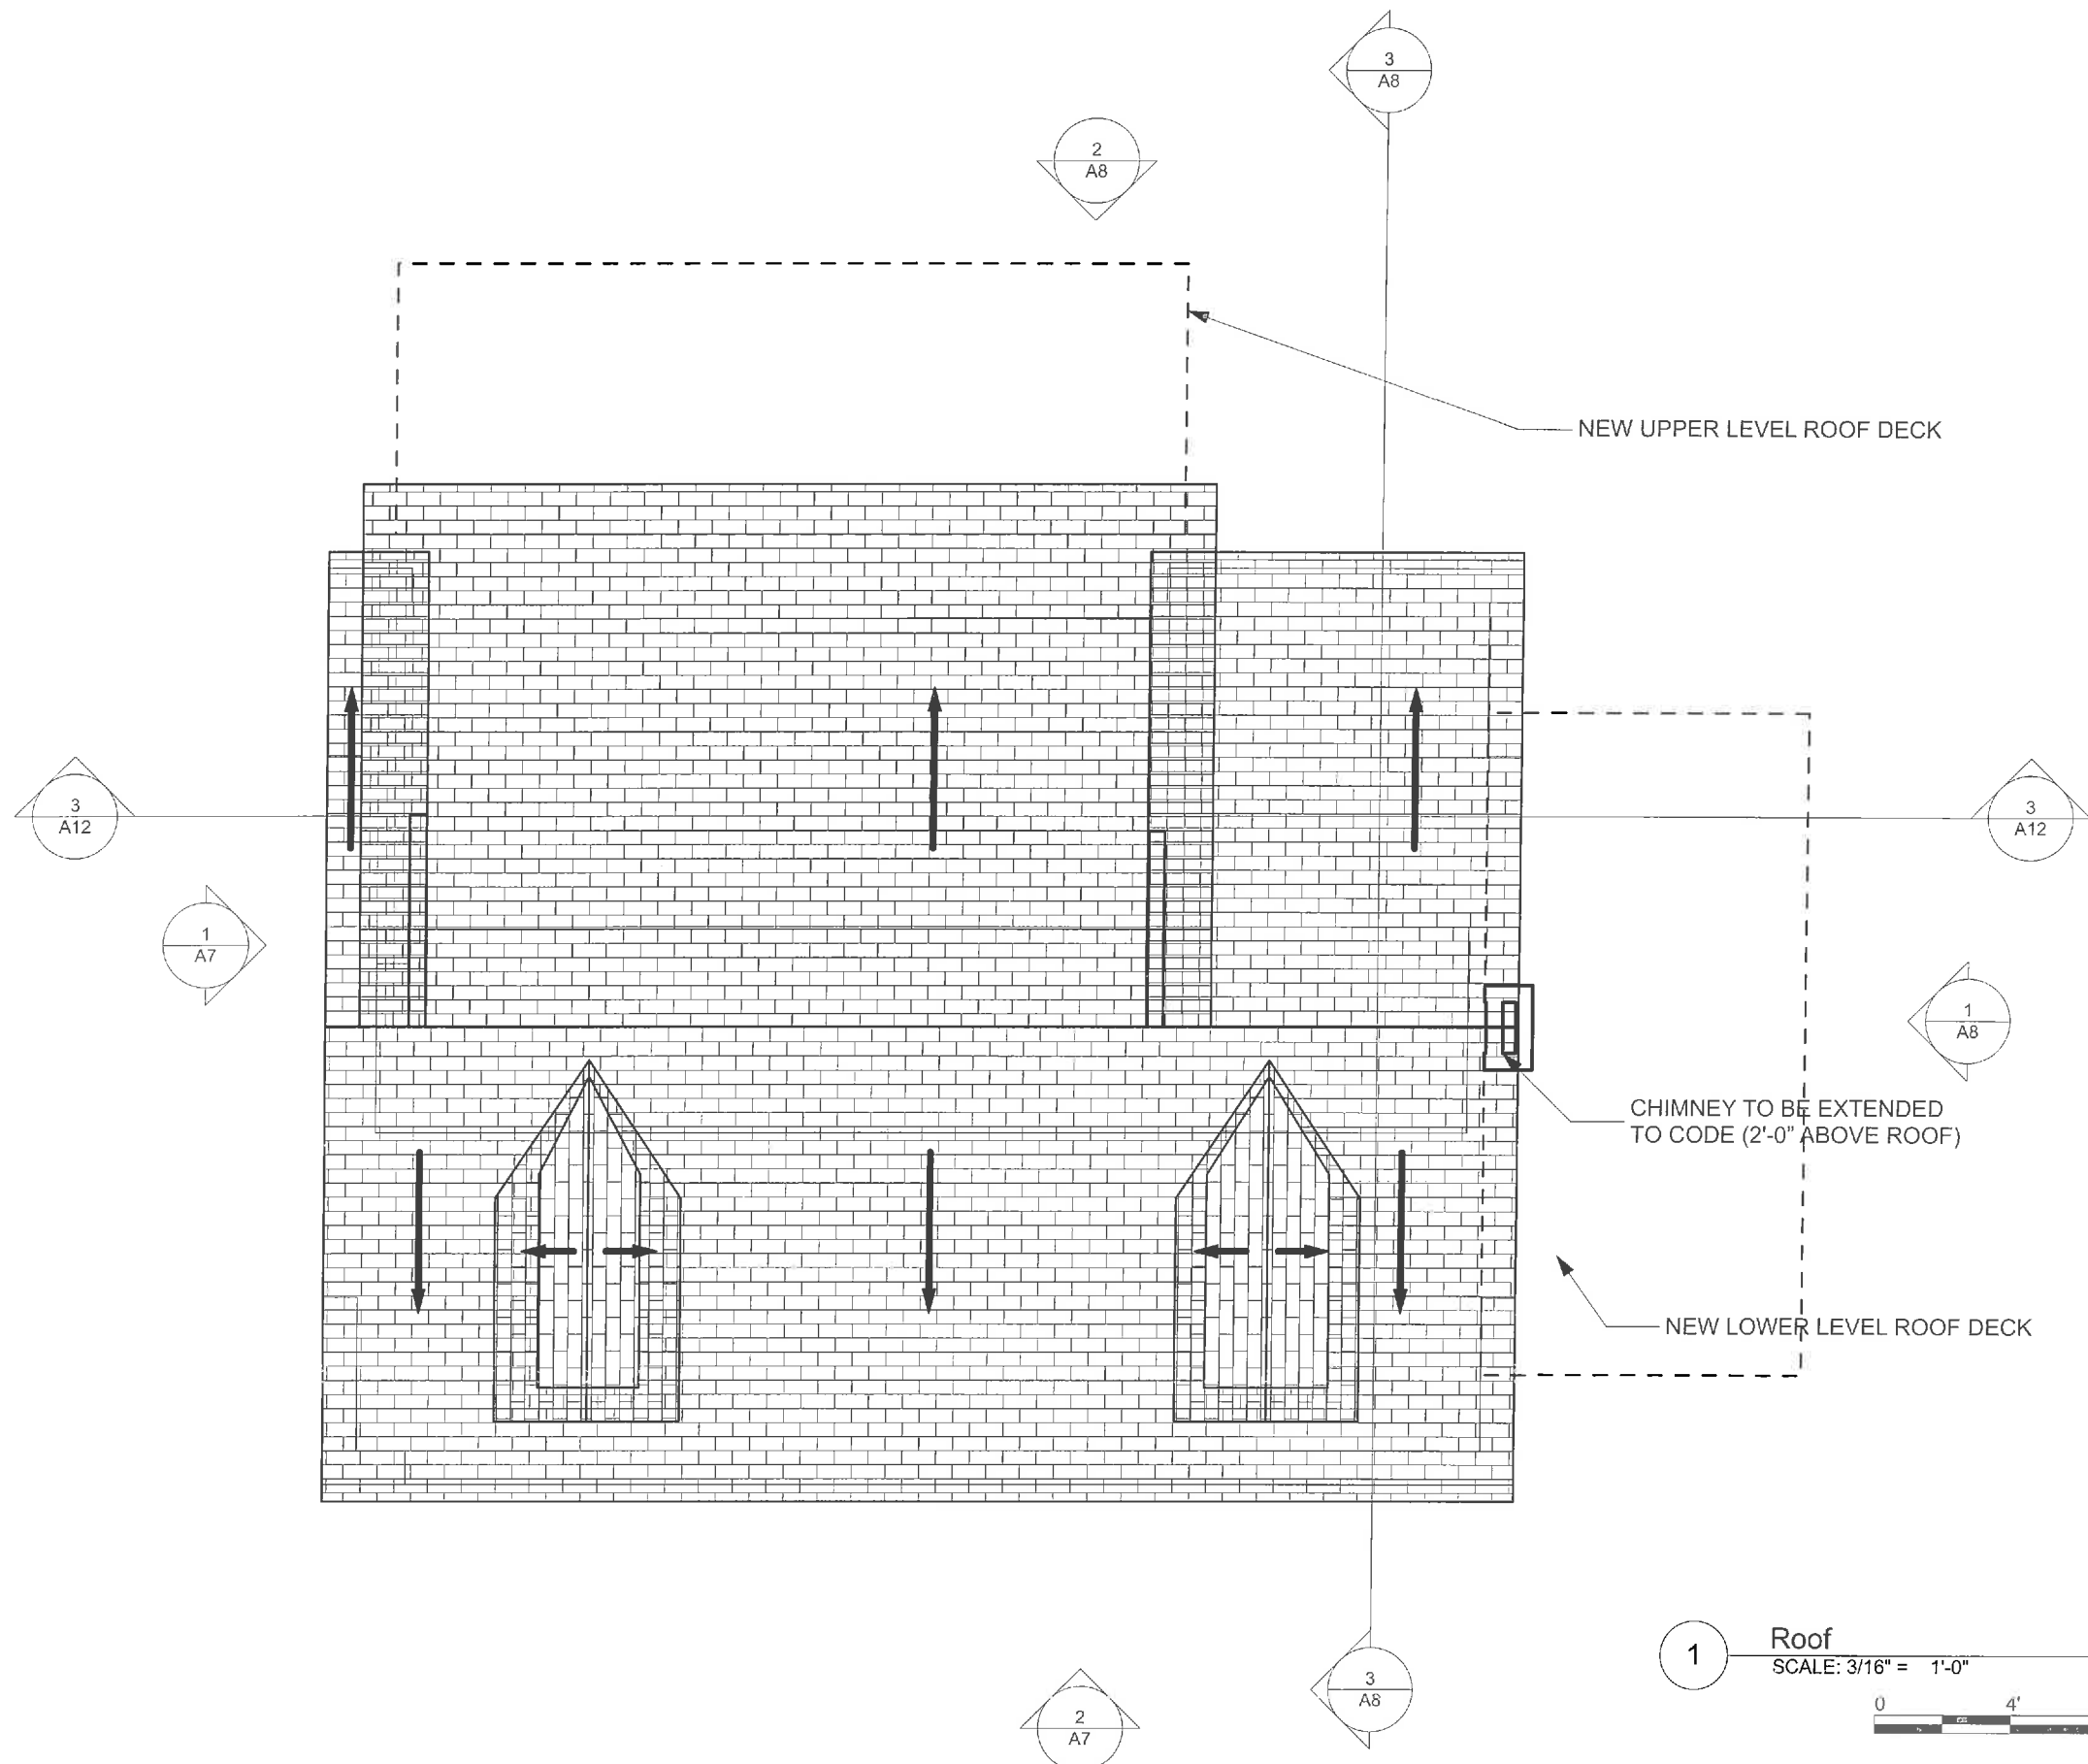 3
A8
2
A8
NEW UPPER LEVEL ROOF DECK
3
A12
3
A12
1
A7
1
A8
CHIMNEY TO BE EXTENDED
TO CODE (2'-0" ABOVE ROOF)
NEW LOWER LEVEL ROOF DECK
1
Roof
SCALE: 3/16" = 1'-0"
3
A8
0 4'
2
A7